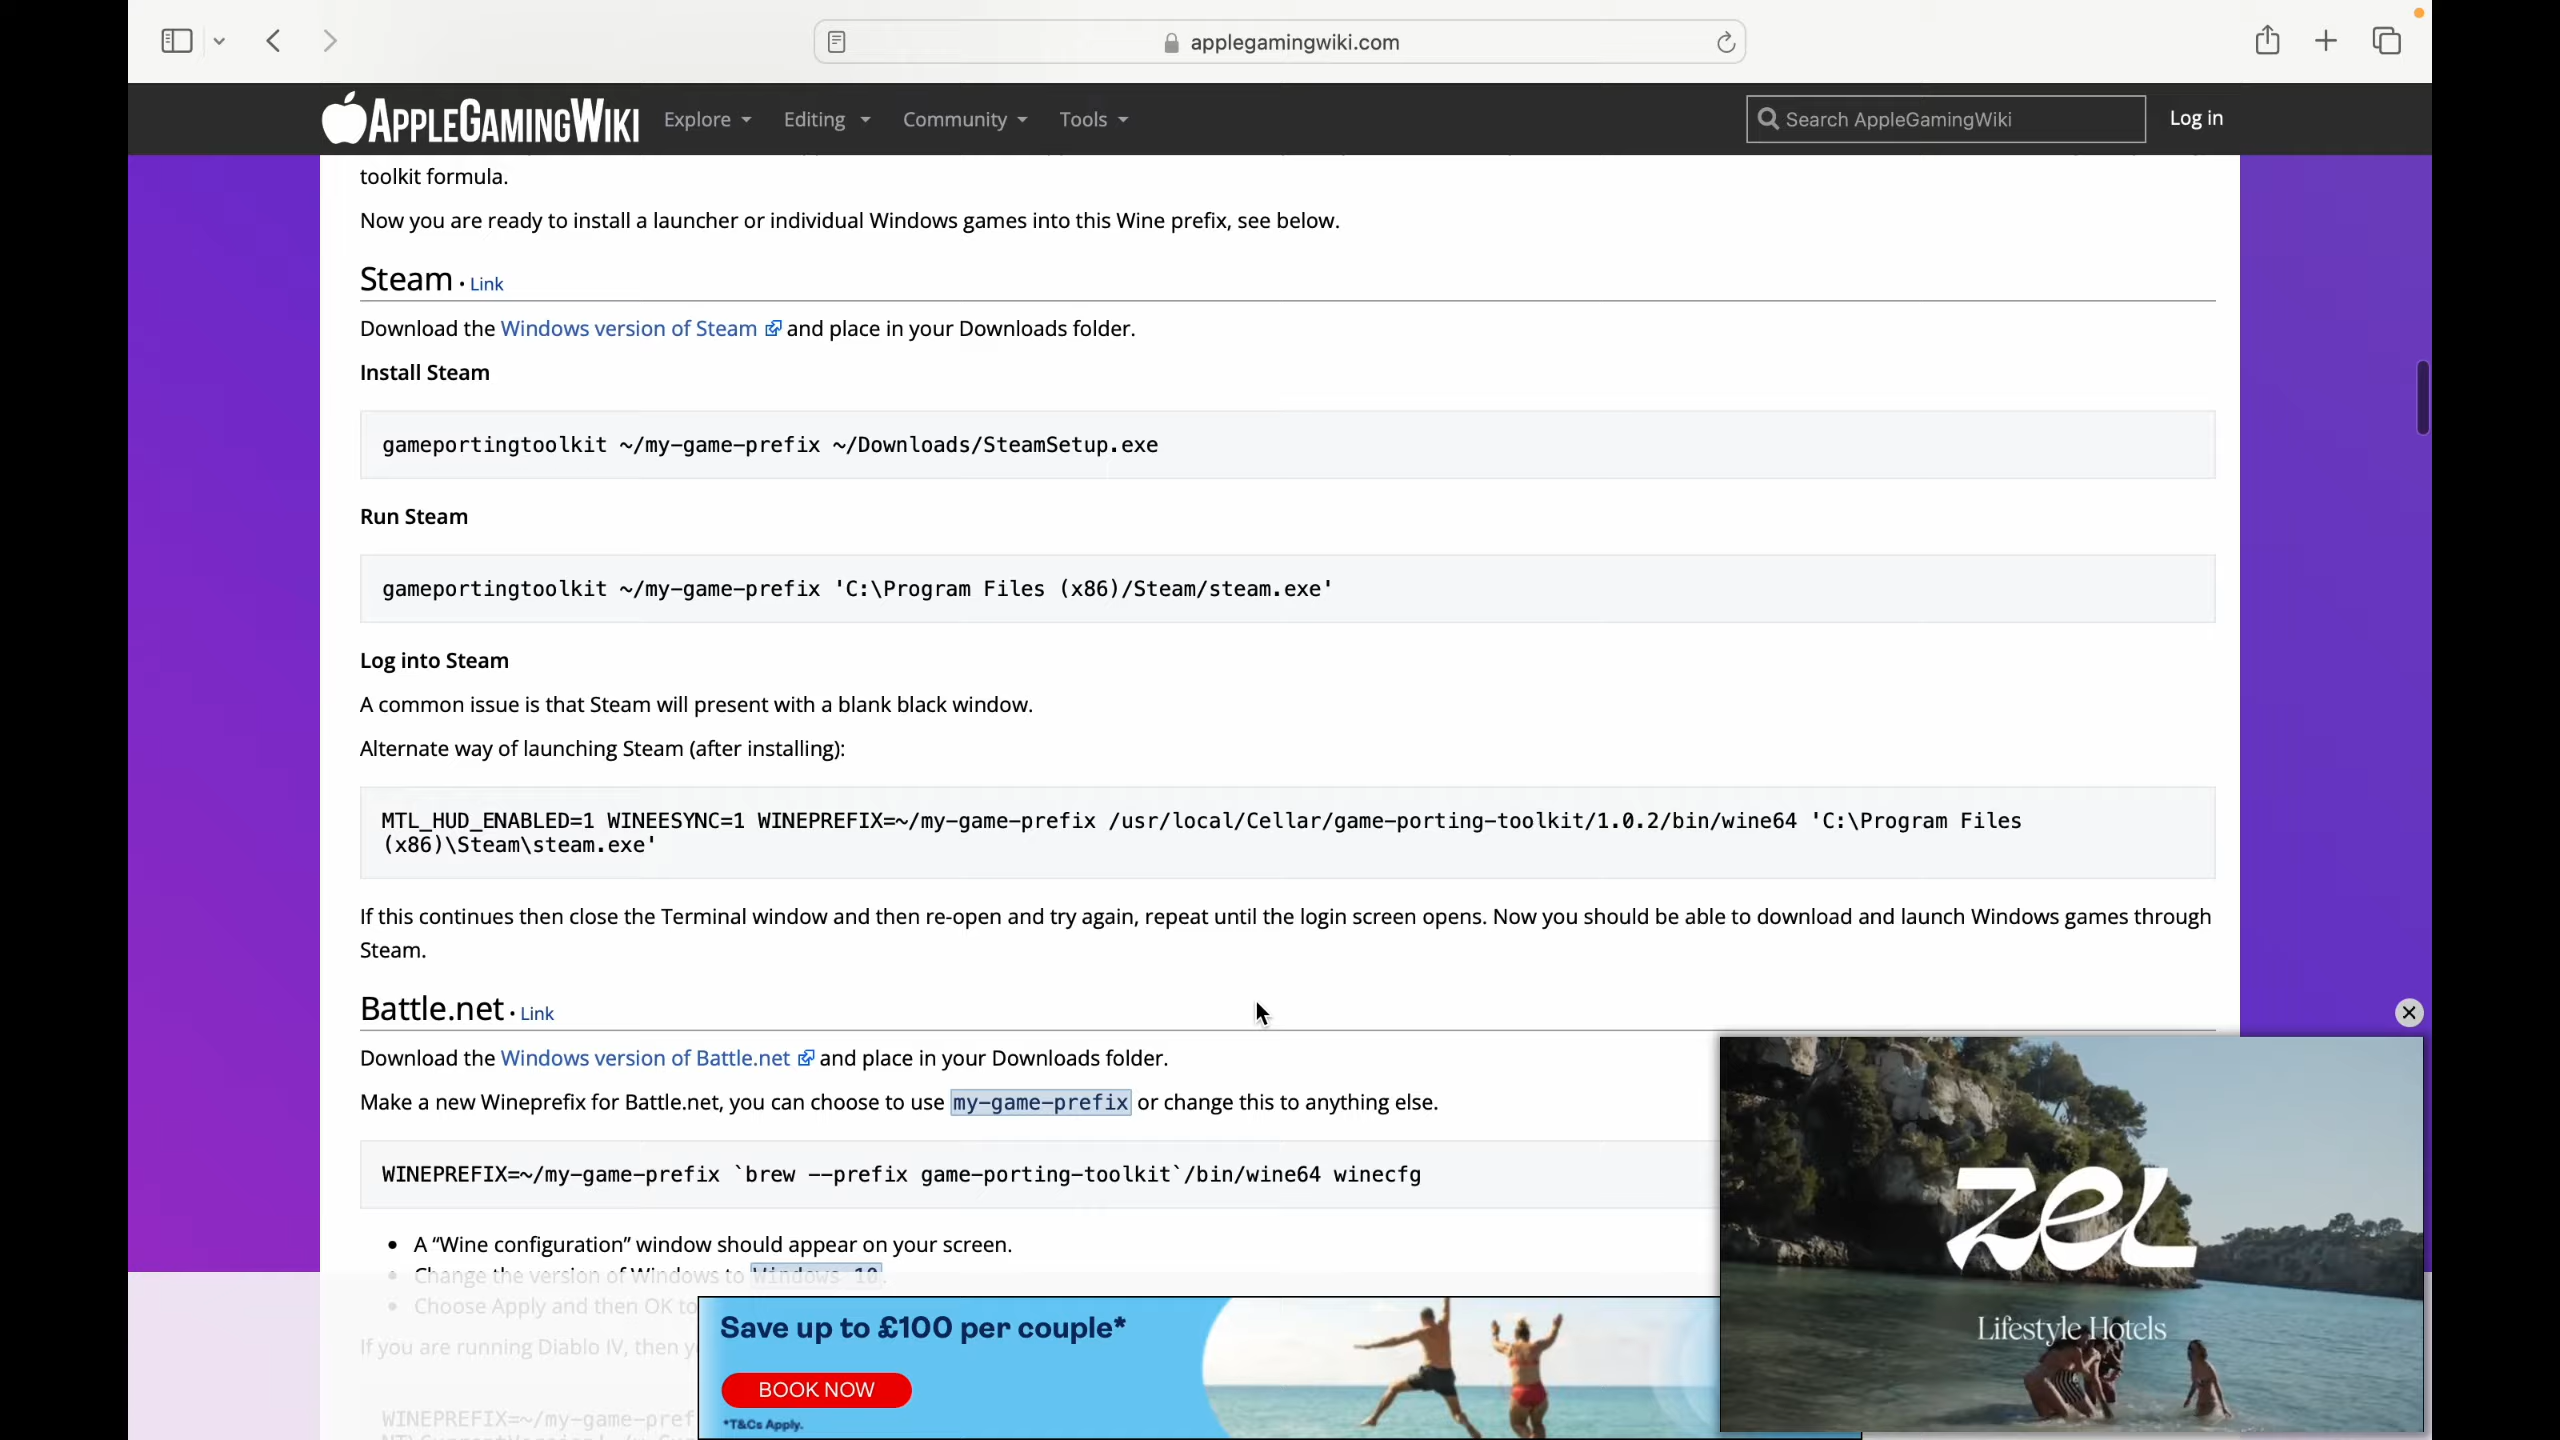 applegamingwiki.com
AppleGamingWiki Explore Editing Community Tools Search AppleGamingWiki Log in
toolkit formula.
Now you are ready to install a launcher or individual Windows games into this Wine prefix, see below.
Steam • Link
Download the Windows version of Steam and place in your Downloads folder.
Install Steam
gameportingtoolkit ~/my-game-prefix ~/Downloads/SteamSetup.exe
Run Steam
gameportingtoolkit ~/my-game-prefix 'C:\Program Files (x86)/Steam/steam.exe'
Log into Steam
A common issue is that Steam will present with a blank black window.
Alternate way of launching Steam (after installing):
MTL_HUD_ENABLED=1 WINEESYNC=1 WINEPREFIX=~/my-game-prefix /usr/local/Cellar/game-porting-toolkit/1.0.2/bin/wine64 'C:\Program Files
(x86)\Steam\steam.exe'
If this continues then close the Terminal window and then re-open and try again, repeat until the login screen opens. Now you should be able to download and launch Windows games through
Steam.
Battle.net • Link
Download the Windows version of Battle.net and place in your Downloads folder.
Make a new Wineprefix for Battle.net, you can choose to use my-game-prefix or change this to anything else.
WINEPREFIX=~/my-game-prefix `brew --prefix game-porting-toolkit`/bin/wine64 winecfg
• A “Wine configuration” window should appear on your screen.
• Change the version of Windows to Windows 10.
• Choose Apply and then OK to
If you are running Diablo IV, then
WINEPREFIX=~/my-game-pref
Save up to £100 per couple*
BOOK NOW
*T&Cs Apply.
zel
Lifestyle Hotels